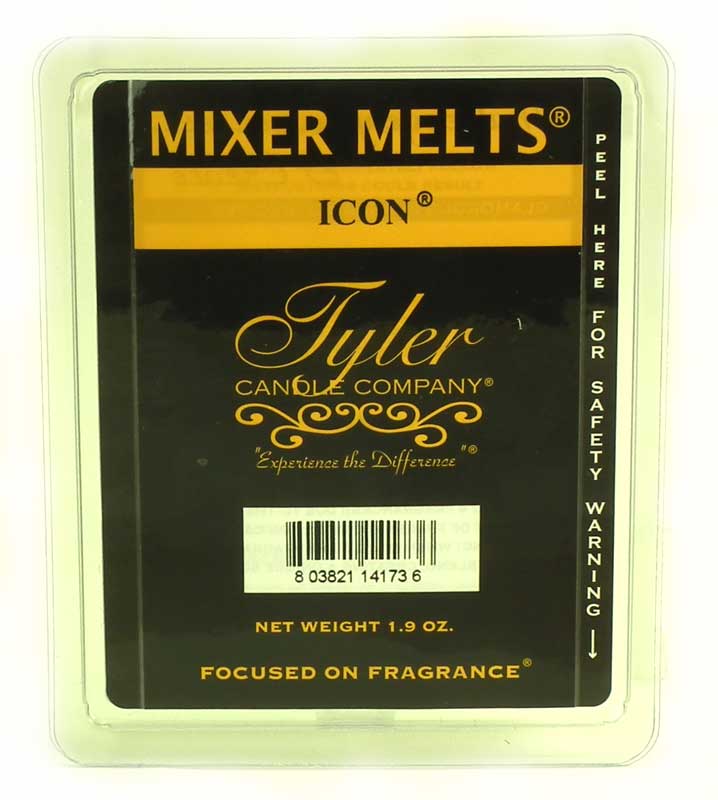 MIXER MELTS®
ICON®
Tyler
CANDLE COMPANY®
"Experience the Difference"®
8 03821 14173 6
NET WEIGHT 1.9 OZ.
FOCUSED ON FRAGRANCE®
PEEL HERE FOR SAFETY WARNING →